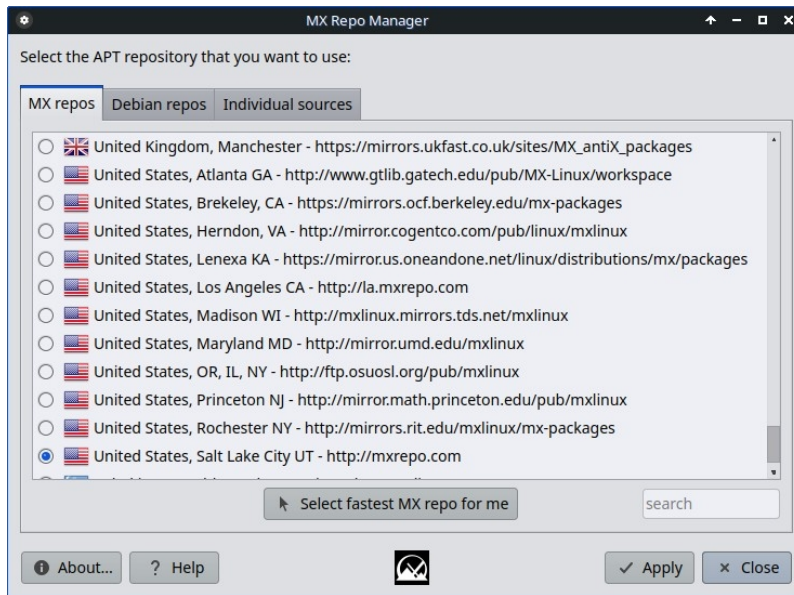 MX Repo Manager
Select the APT repository that you want to use:
MX repos Debian repos Individual sources
United Kingdom, Manchester - https://mirrors.ukfast.co.uk/sites/MX_antiX_packages
United States, Atlanta GA - http://www.gtlib.gatech.edu/pub/MX-Linux/workspace
United States, Brekeley, CA - https://mirrors.ocf.berkeley.edu/mx-packages
United States, Herndon, VA - http://mirror.cogentco.com/pub/linux/mxlinux
United States, Lenexa KA - https://mirror.us.oneandone.net/linux/distributions/mx/packages
United States, Los Angeles CA - http://la.mxrepo.com
United States, Madison WI - http://mxlinux.mirrors.tds.net/mxlinux
United States, Maryland MD - http://mirror.umd.edu/mxlinux
United States, OR, IL, NY - http://ftp.osuosl.org/pub/mxlinux
United States, Princeton NJ - http://mirror.math.princeton.edu/pub/mxlinux
United States, Rochester NY - http://mirrors.rit.edu/mxlinux/mx-packages
United States, Salt Lake City UT - http://mxrepo.com
Select fastest MX repo for me search
About... ? Help Apply Close